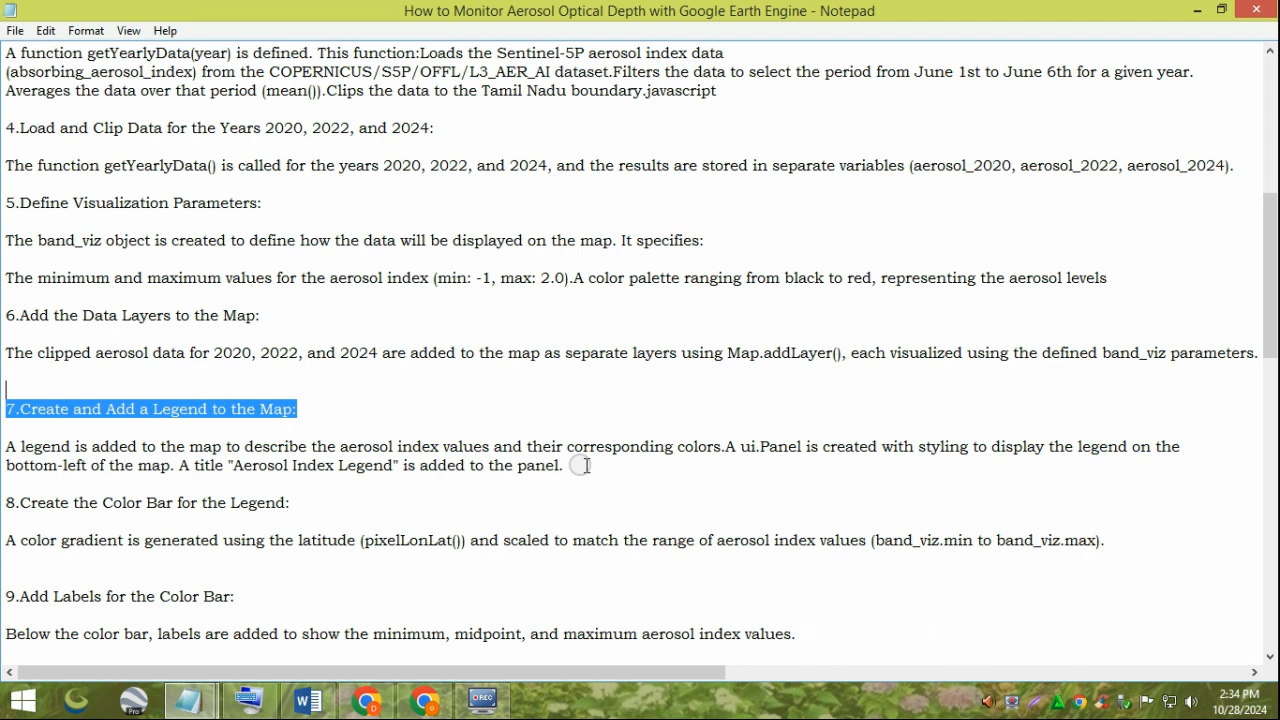 How to Monitor Aerosol Optical Depth with Google Earth Engine - Notepad
File Edit Format View Help
A function getYearlyData(year) is defined. This function:Loads the Sentinel-5P aerosol index data
(absorbing_aerosol_index) from the COPERNICUS/S5P/OFFL/L3_AER_AI dataset.Filters the data to select the period from June 1st to June 6th for a given year.
Averages the data over that period (mean()).Clips the data to the Tamil Nadu boundary.javascript
4.Load and Clip Data for the Years 2020, 2022, and 2024:
The function getYearlyData() is called for the years 2020, 2022, and 2024, and the results are stored in separate variables (aerosol_2020, aerosol_2022, aerosol_2024).
5.Define Visualization Parameters:
The band_viz object is created to define how the data will be displayed on the map. It specifies:
The minimum and maximum values for the aerosol index (min: -1, max: 2.0).A color palette ranging from black to red, representing the aerosol levels
6.Add the Data Layers to the Map:
The clipped aerosol data for 2020, 2022, and 2024 are added to the map as separate layers using Map.addLayer(), each visualized using the defined band_viz parameters.
7.Create and Add a Legend to the Map:
A legend is added to the map to describe the aerosol index values and their corresponding colors.A ui.Panel is created with styling to display the legend on the
bottom-left of the map. A title "Aerosol Index Legend" is added to the panel.
8.Create the Color Bar for the Legend:
A color gradient is generated using the latitude (pixelLonLat()) and scaled to match the range of aerosol index values (band_viz.min to band_viz.max).
9.Add Labels for the Color Bar:
Below the color bar, labels are added to show the minimum, midpoint, and maximum aerosol index values.
Pro
REC
2:34 PM
10/28/2024